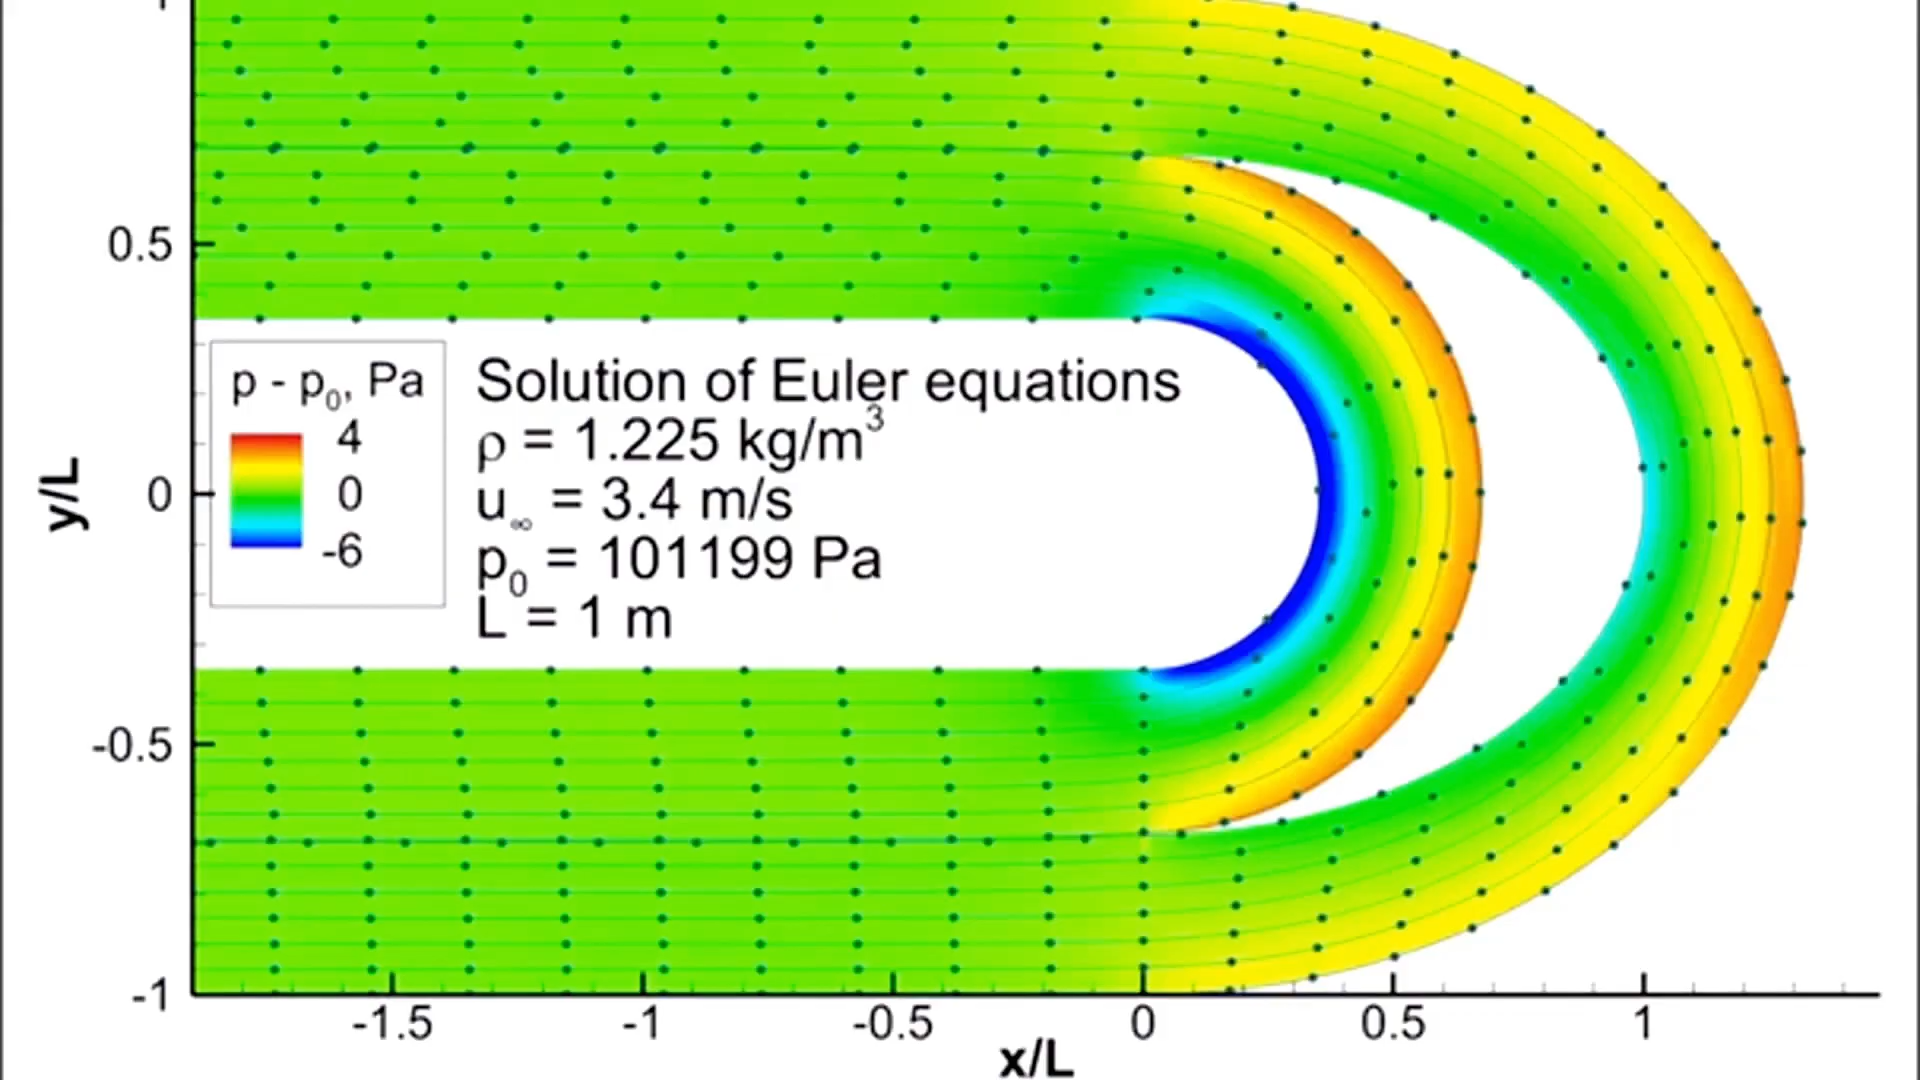 0.5
0
-0.5
-1
y/L
p - p₀, Pa
4
0
-6
Solution of Euler equations
ρ = 1.225 kg/m³
u∞ = 3.4 m/s
p₀ = 101199 Pa
L = 1 m
-1.5
-1
-0.5
0
0.5
1
x/L